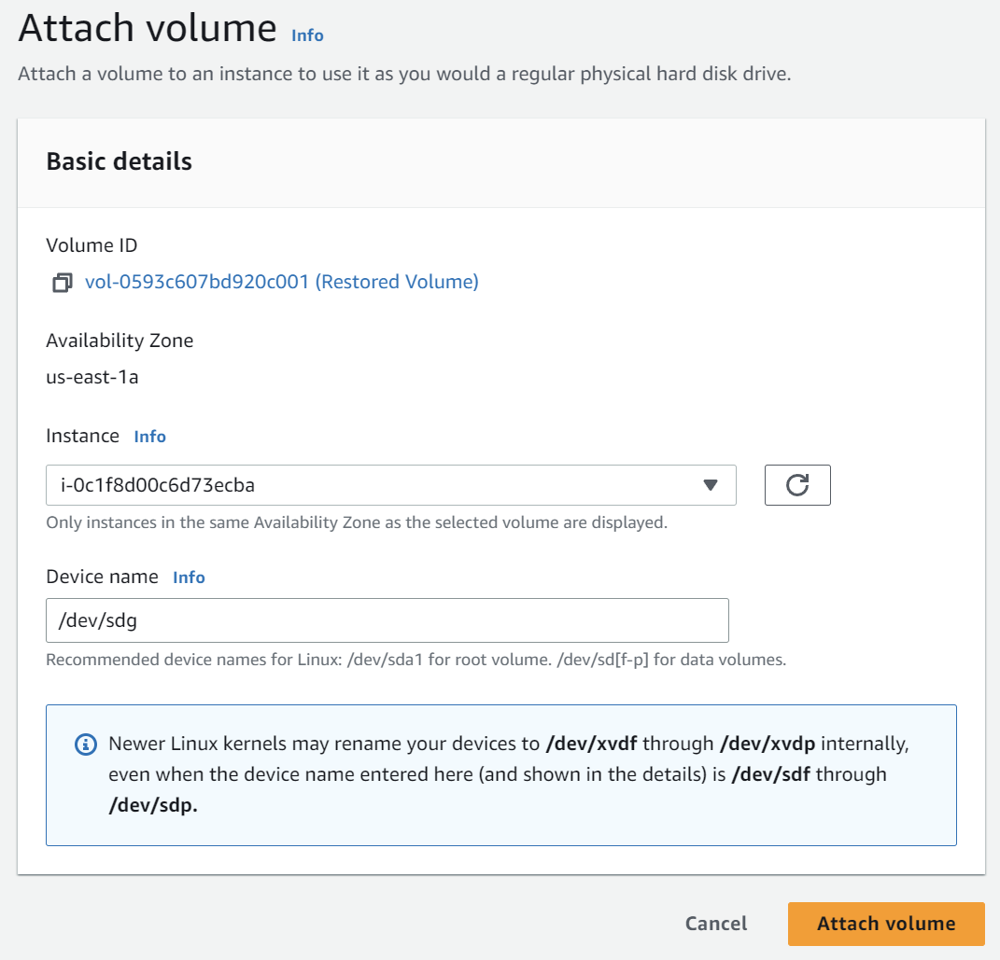 Attach volume Info
Attach a volume to an instance to use it as you would a regular physical hard disk drive.
Basic details
Volume ID
vol-0593c607bd920c001 (Restored Volume)
Availability Zone
us-east-1a
Instance Info
i-0c1f8d00c6d73ecba
Only instances in the same Availability Zone as the selected volume are displayed.
Device name Info
/dev/sdg
Recommended device names for Linux: /dev/sda1 for root volume. /dev/sd[f-p] for data volumes.
Newer Linux kernels may rename your devices to /dev/xvdf through /dev/xvdp internally,
even when the device name entered here (and shown in the details) is /dev/sdf through
/dev/sdp.
Cancel Attach volume